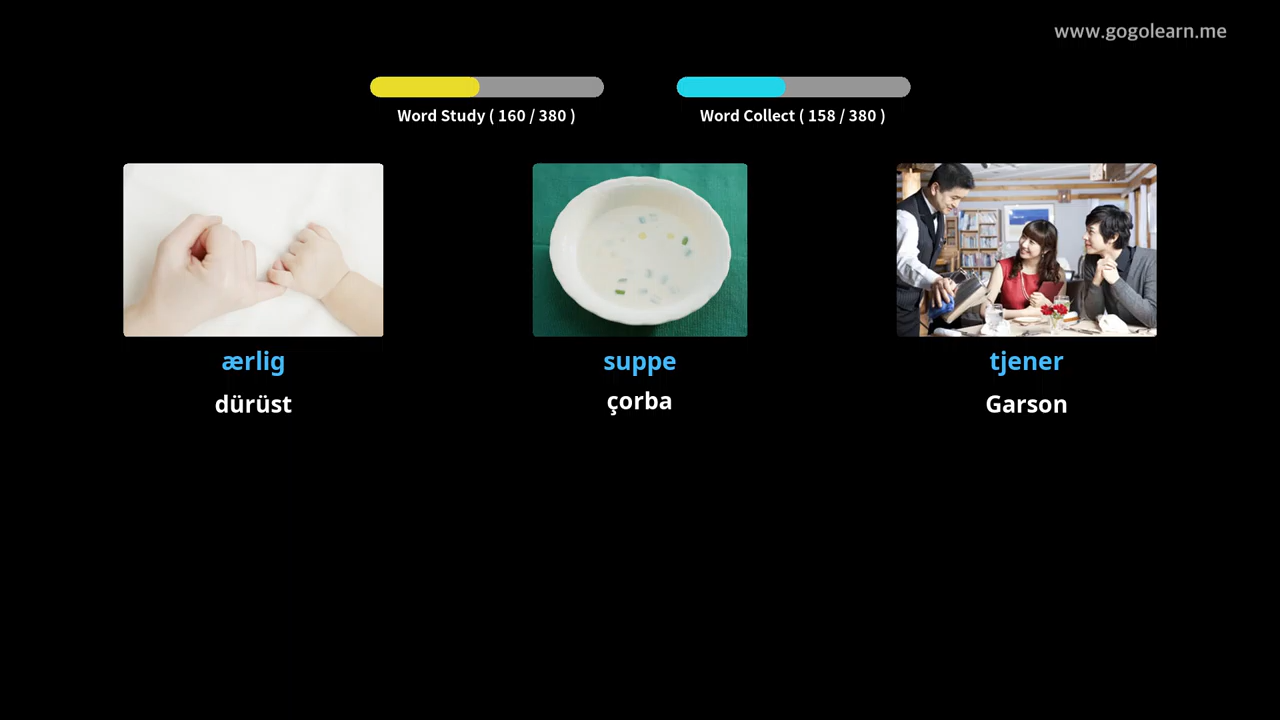 www.gogolearn.me
Word Study ( 160 / 380 )
Word Collect ( 158 / 380 )
ærlig
suppe
tjener
dürüst
çorba
Garson